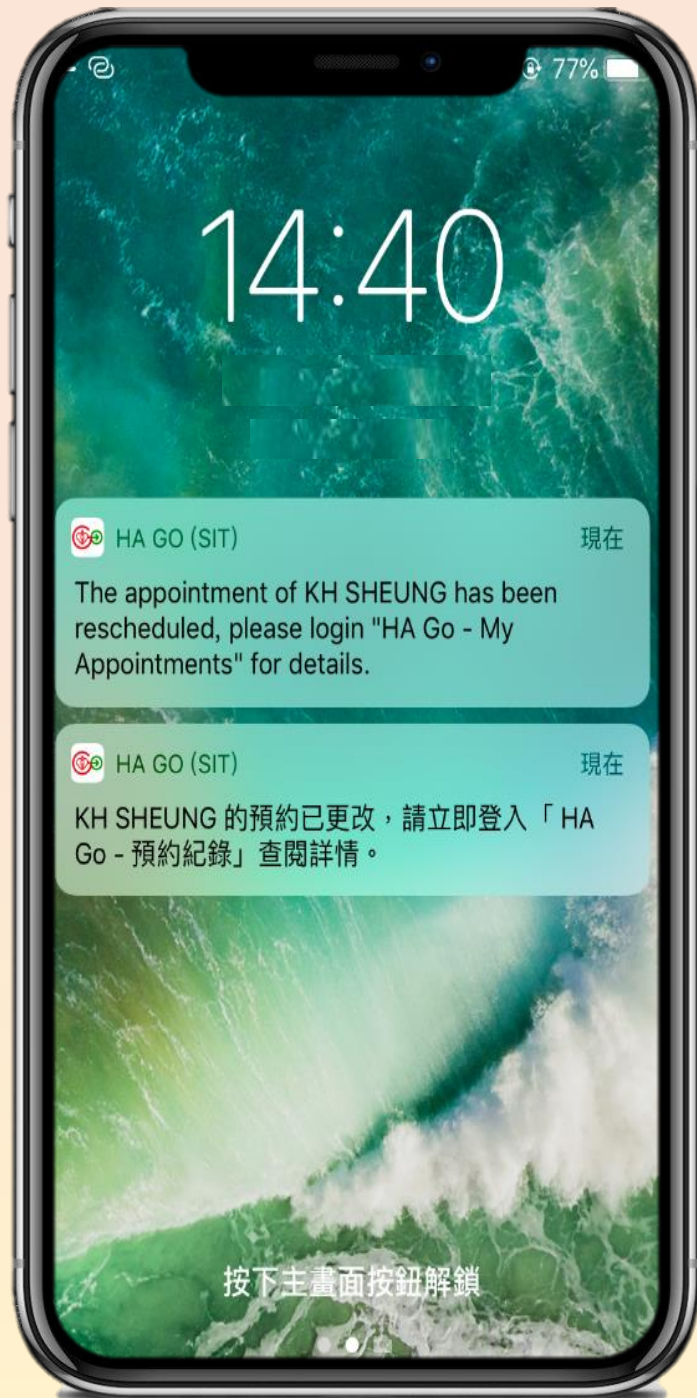 77%
14:40
HA GO (SIT) 現在
The appointment of KH SHEUNG has been
rescheduled, please login "HA Go - My
Appointments" for details.
HA GO (SIT) 現在
KH SHEUNG 的預約已更改，請立即登入「 HA
Go - 預約紀錄」查閱詳情。
按下主畫面按鈕解鎖